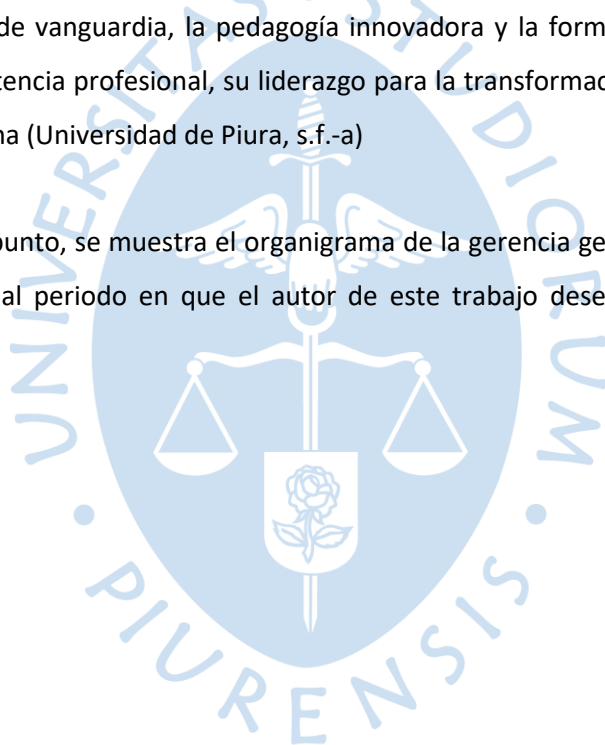 de vanguardia, la pedagogía innovadora y la form
tencia profesional, su liderazgo para la transformac
na (Universidad de Piura, s.f.-a)
punto, se muestra el organigrama de la gerencia ge
al periodo en que el autor de este trabajo dese
UNIVERSITAS STUDIORUM
PIURENSIS